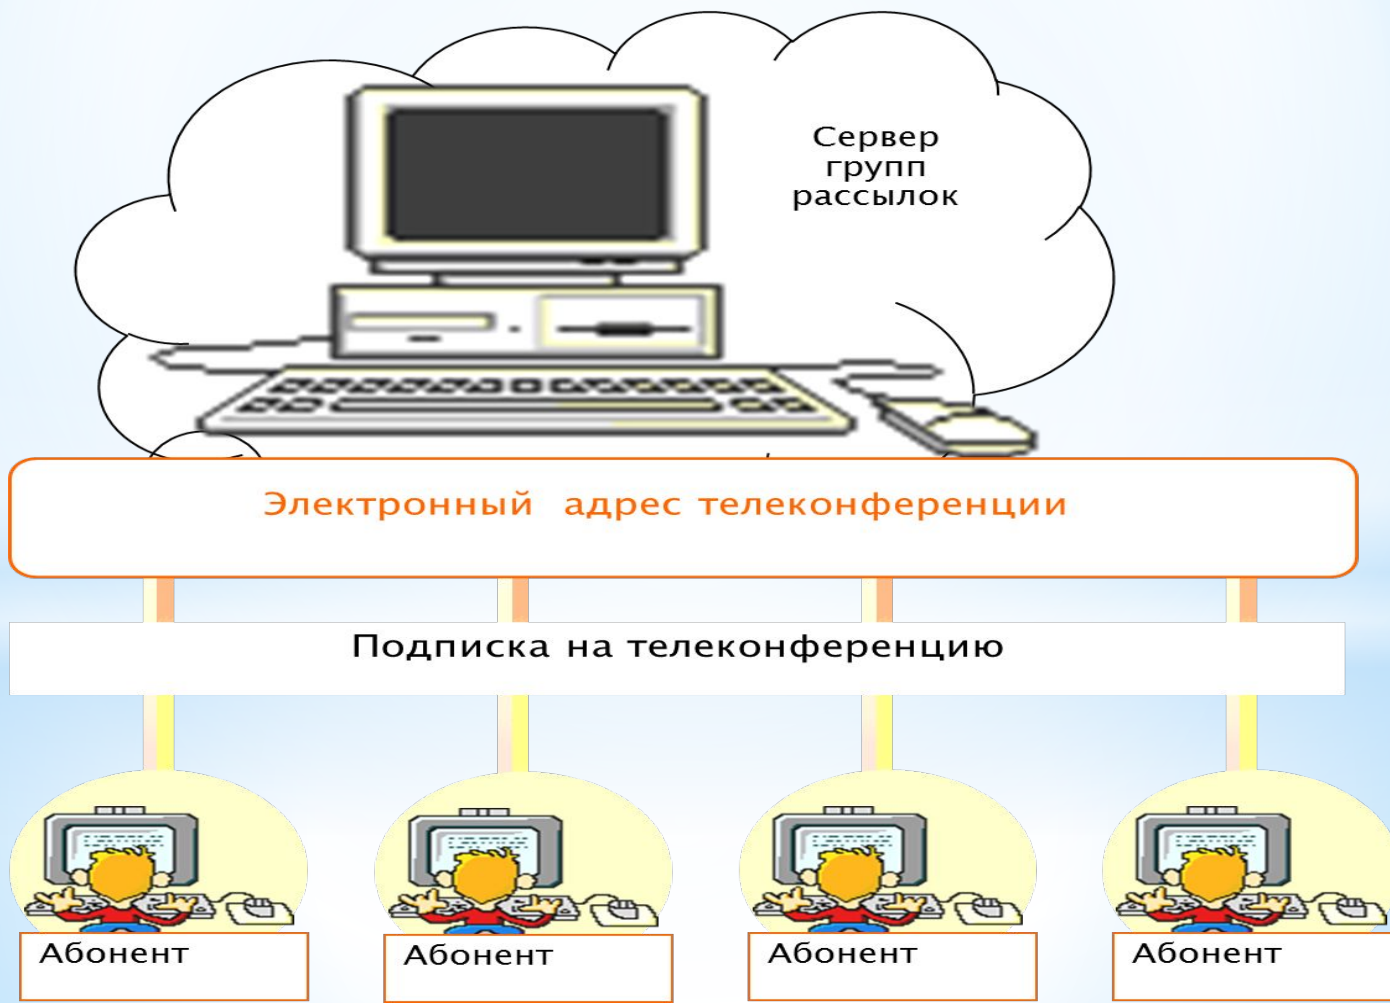 Сервер
групп
рассылок
Электронный адрес телеконференции
Подписка на телеконференцию
Абонент
Абонент
Абонент
Абонент